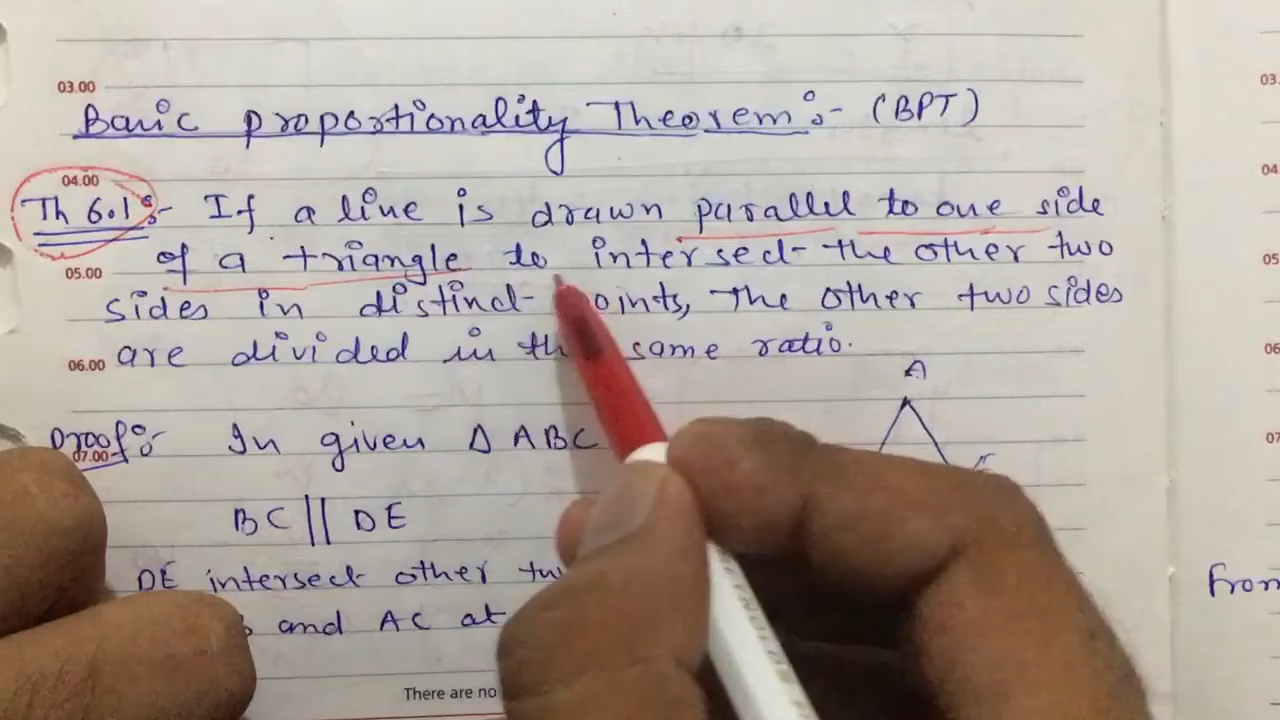 03.00
Basic proportionality Theorem:- (BPT)
04.00
03.
Th 6.1:- If a line is drawn parallel to one side
04
of a triangle to intersect the other two
05.00
05
sides in distinct points, The other two sides
are divided in the same ratio.
06.00
06
A
Proof:- In given Δ ABC
07.00
07
BC || DE
DE intersect other
From
and AC at
There are no